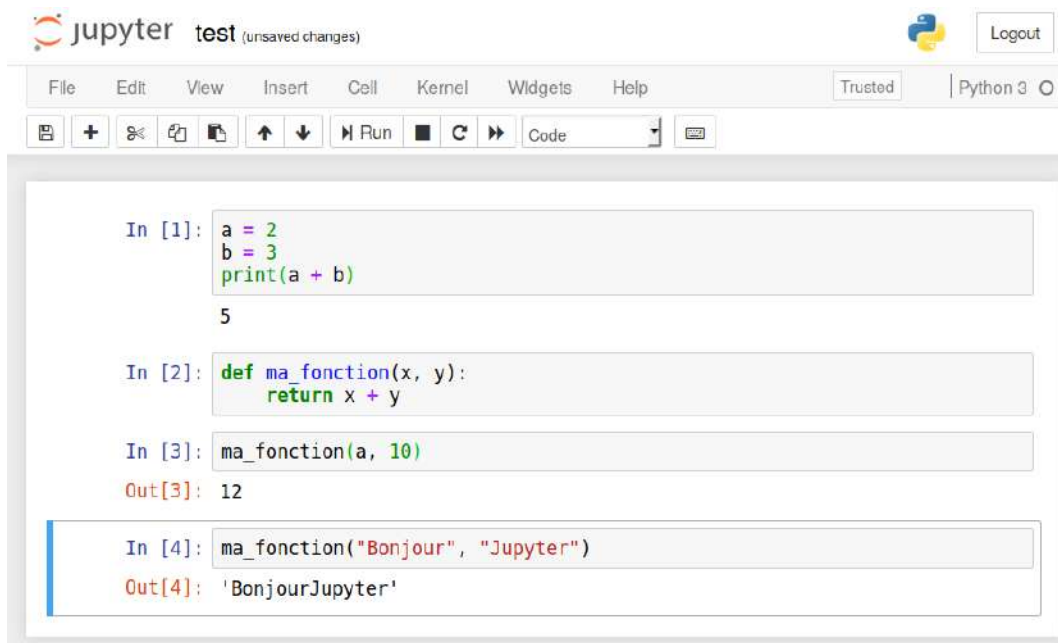 jupyter test (unsaved changes) Logout
File Edit View Insert Cell Kernel Widgets Help Trusted Python 3
Run Code
In [1]: a = 2
b = 3
print(a + b)
5
In [2]: def ma_fonction(x, y):
return x + y
In [3]: ma_fonction(a, 10)
Out[3]: 12
In [4]: ma_fonction("Bonjour", "Jupyter")
Out[4]: 'BonjourJupyter'